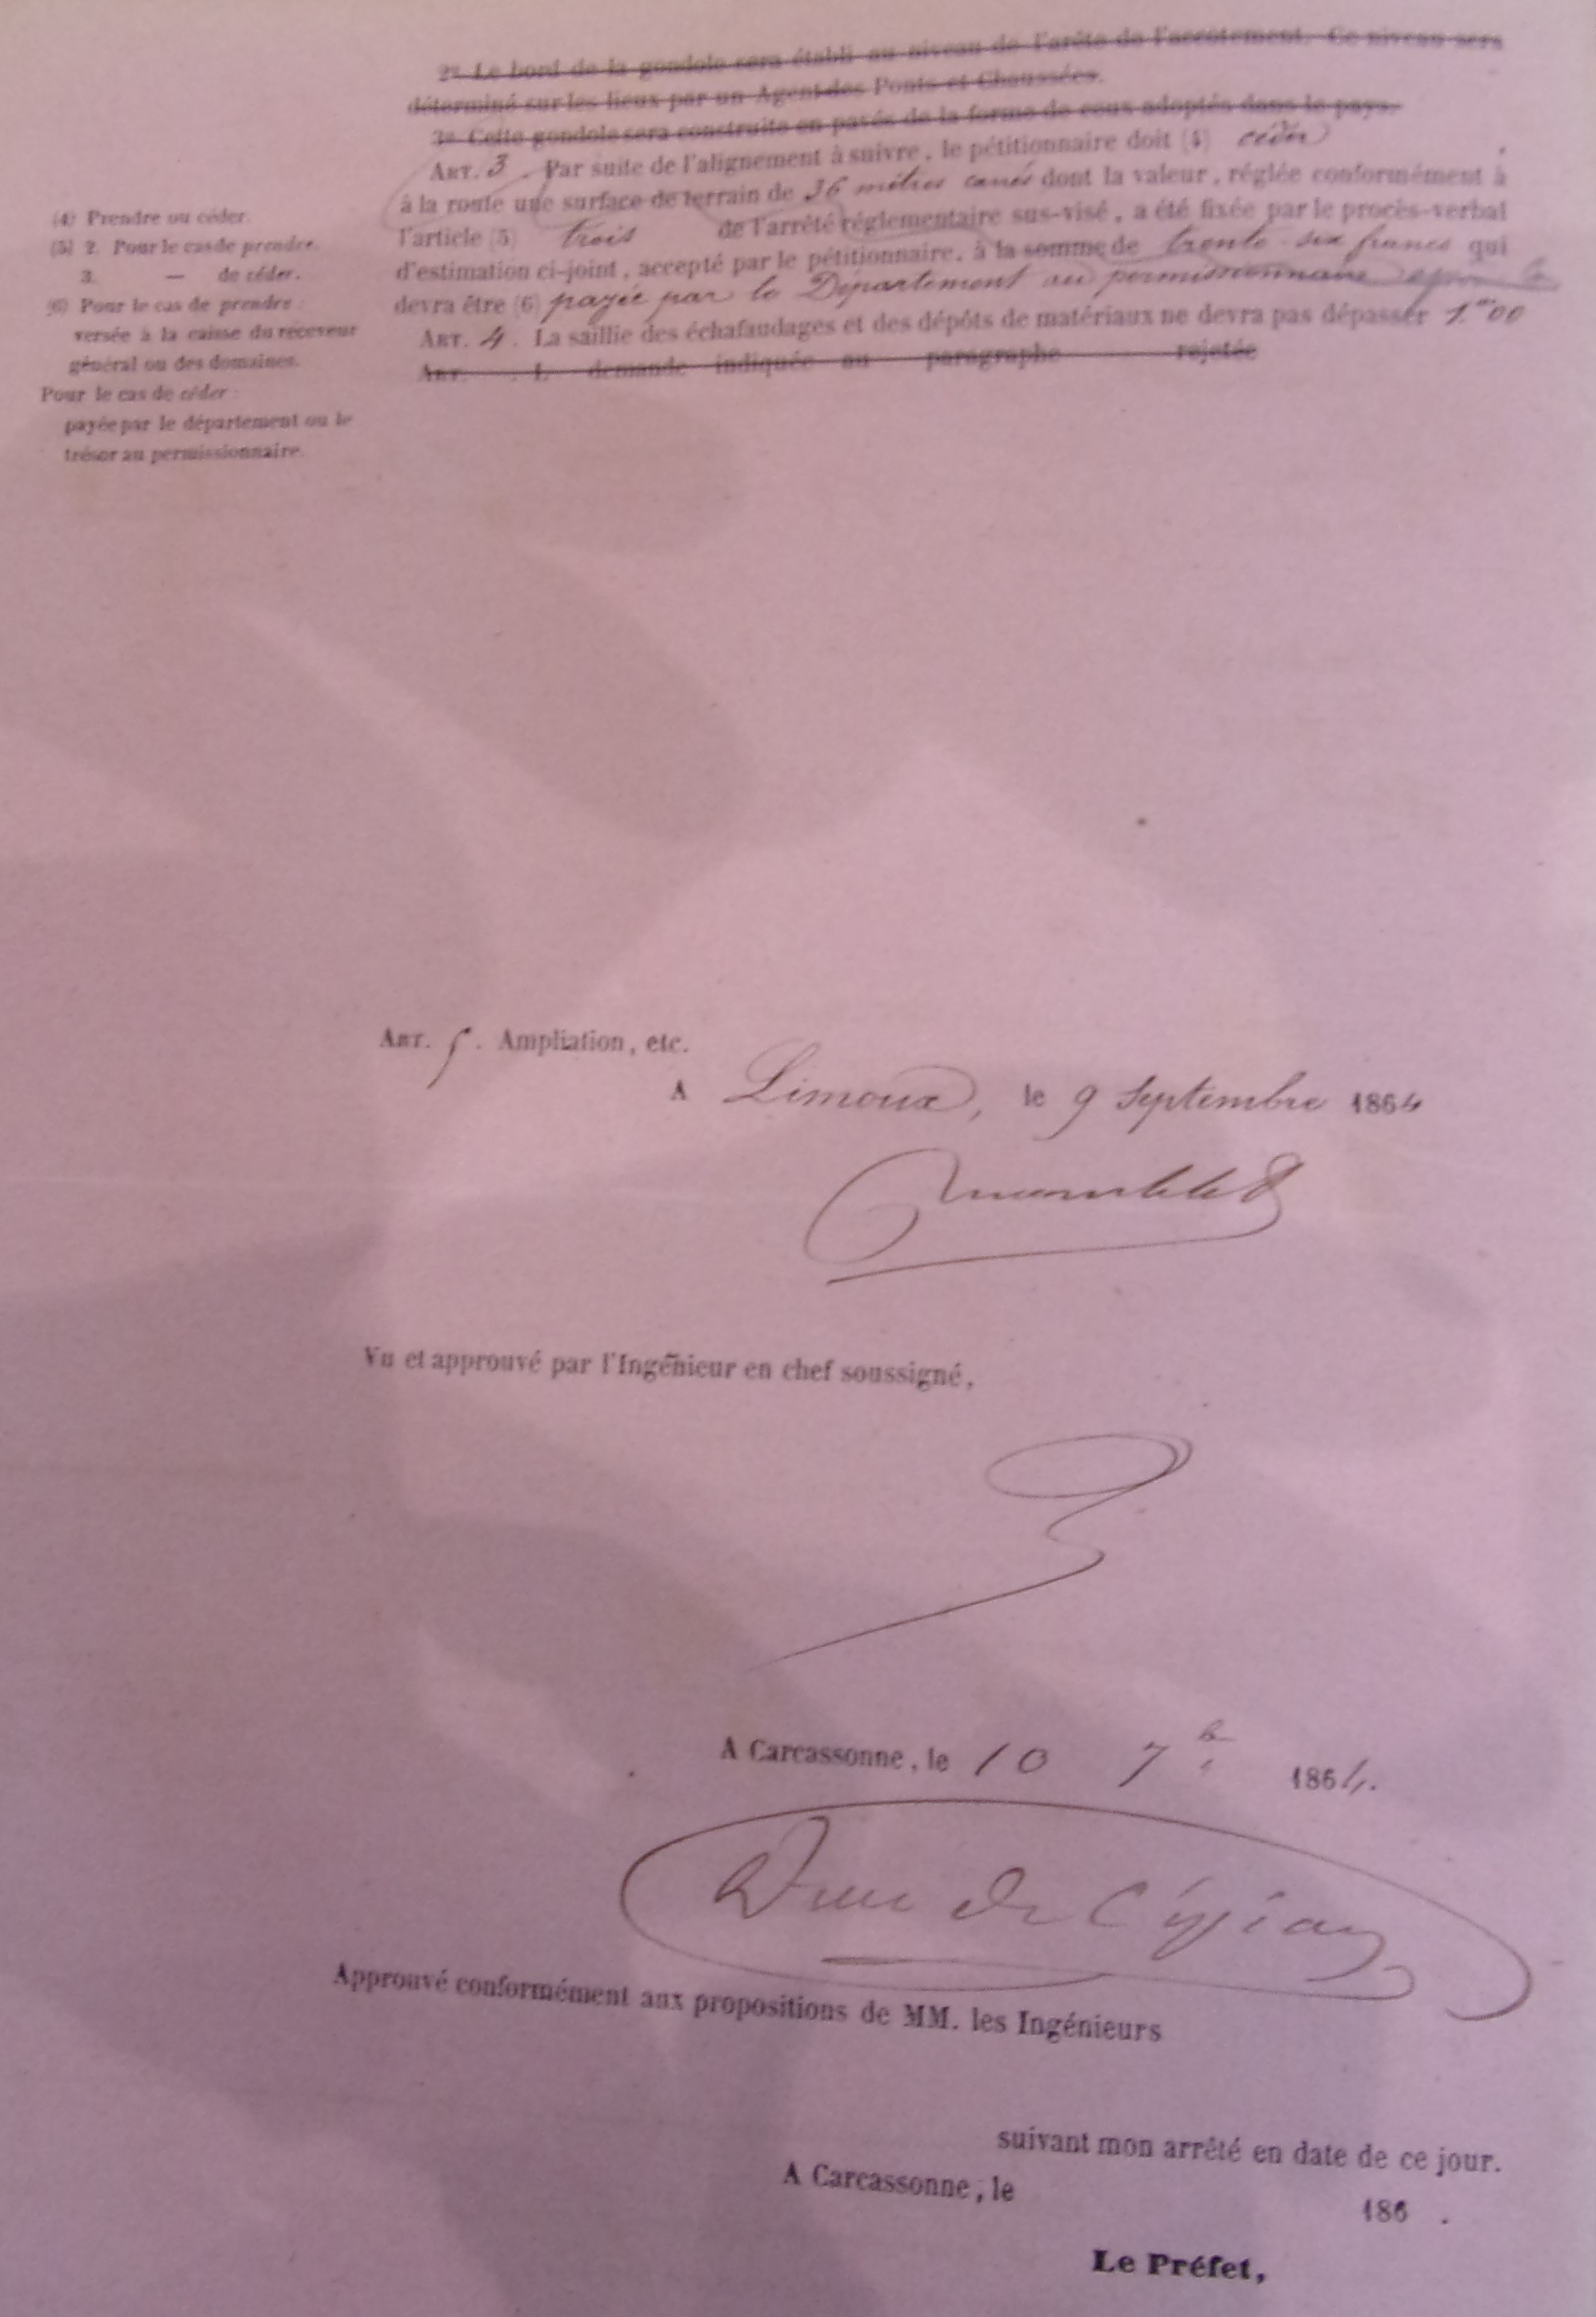 2º Le bord de la gondole sera établi au niveau de l'arête de l'accotement. Ce niveau sera
déterminé sur les lieux par un Agent des Ponts et Chaussées.
3º Cette gondole sera construite en pavés de la forme de ceux adoptés dans le pays.
ART. 3. Par suite de l'alignement à suivre, le pétitionnaire doit (4) céder
à la route une surface de terrain de 36 mètres carrés dont la valeur, réglée conformément à
l'article (5) trois de l'arrêté réglementaire sus-visé, a été fixée par le procès-verbal
d'estimation ci-joint, accepté par le pétitionnaire, à la somme de trente-six francs qui
devra être (6) payée par le Département au permissionnaire
ART. 4. La saillie des échafaudages et des dépôts de matériaux ne devra pas dépasser 1.m00
ART. . L demande indiquée au paragraphe rejetée
(4) Prendre ou céder.
(5) 2. Pour le cas de prendre.
3. — de céder.
(6) Pour le cas de prendre :
versée à la caisse du receveur
général ou des domaines.
Pour le cas de céder :
payée par le département ou le
trésor au permissionnaire.
ART. 5. Ampliation, etc.
A Limoux, le 9 Septembre 1864
Vu et approuvé par l'Ingénieur en chef soussigné,
A Carcassonne, le 10 7b 1864.
Approuvé conformément aux propositions de MM. les Ingénieurs
suivant mon arrêté en date de ce jour.
A Carcassonne, le 186 .
Le Préfet,